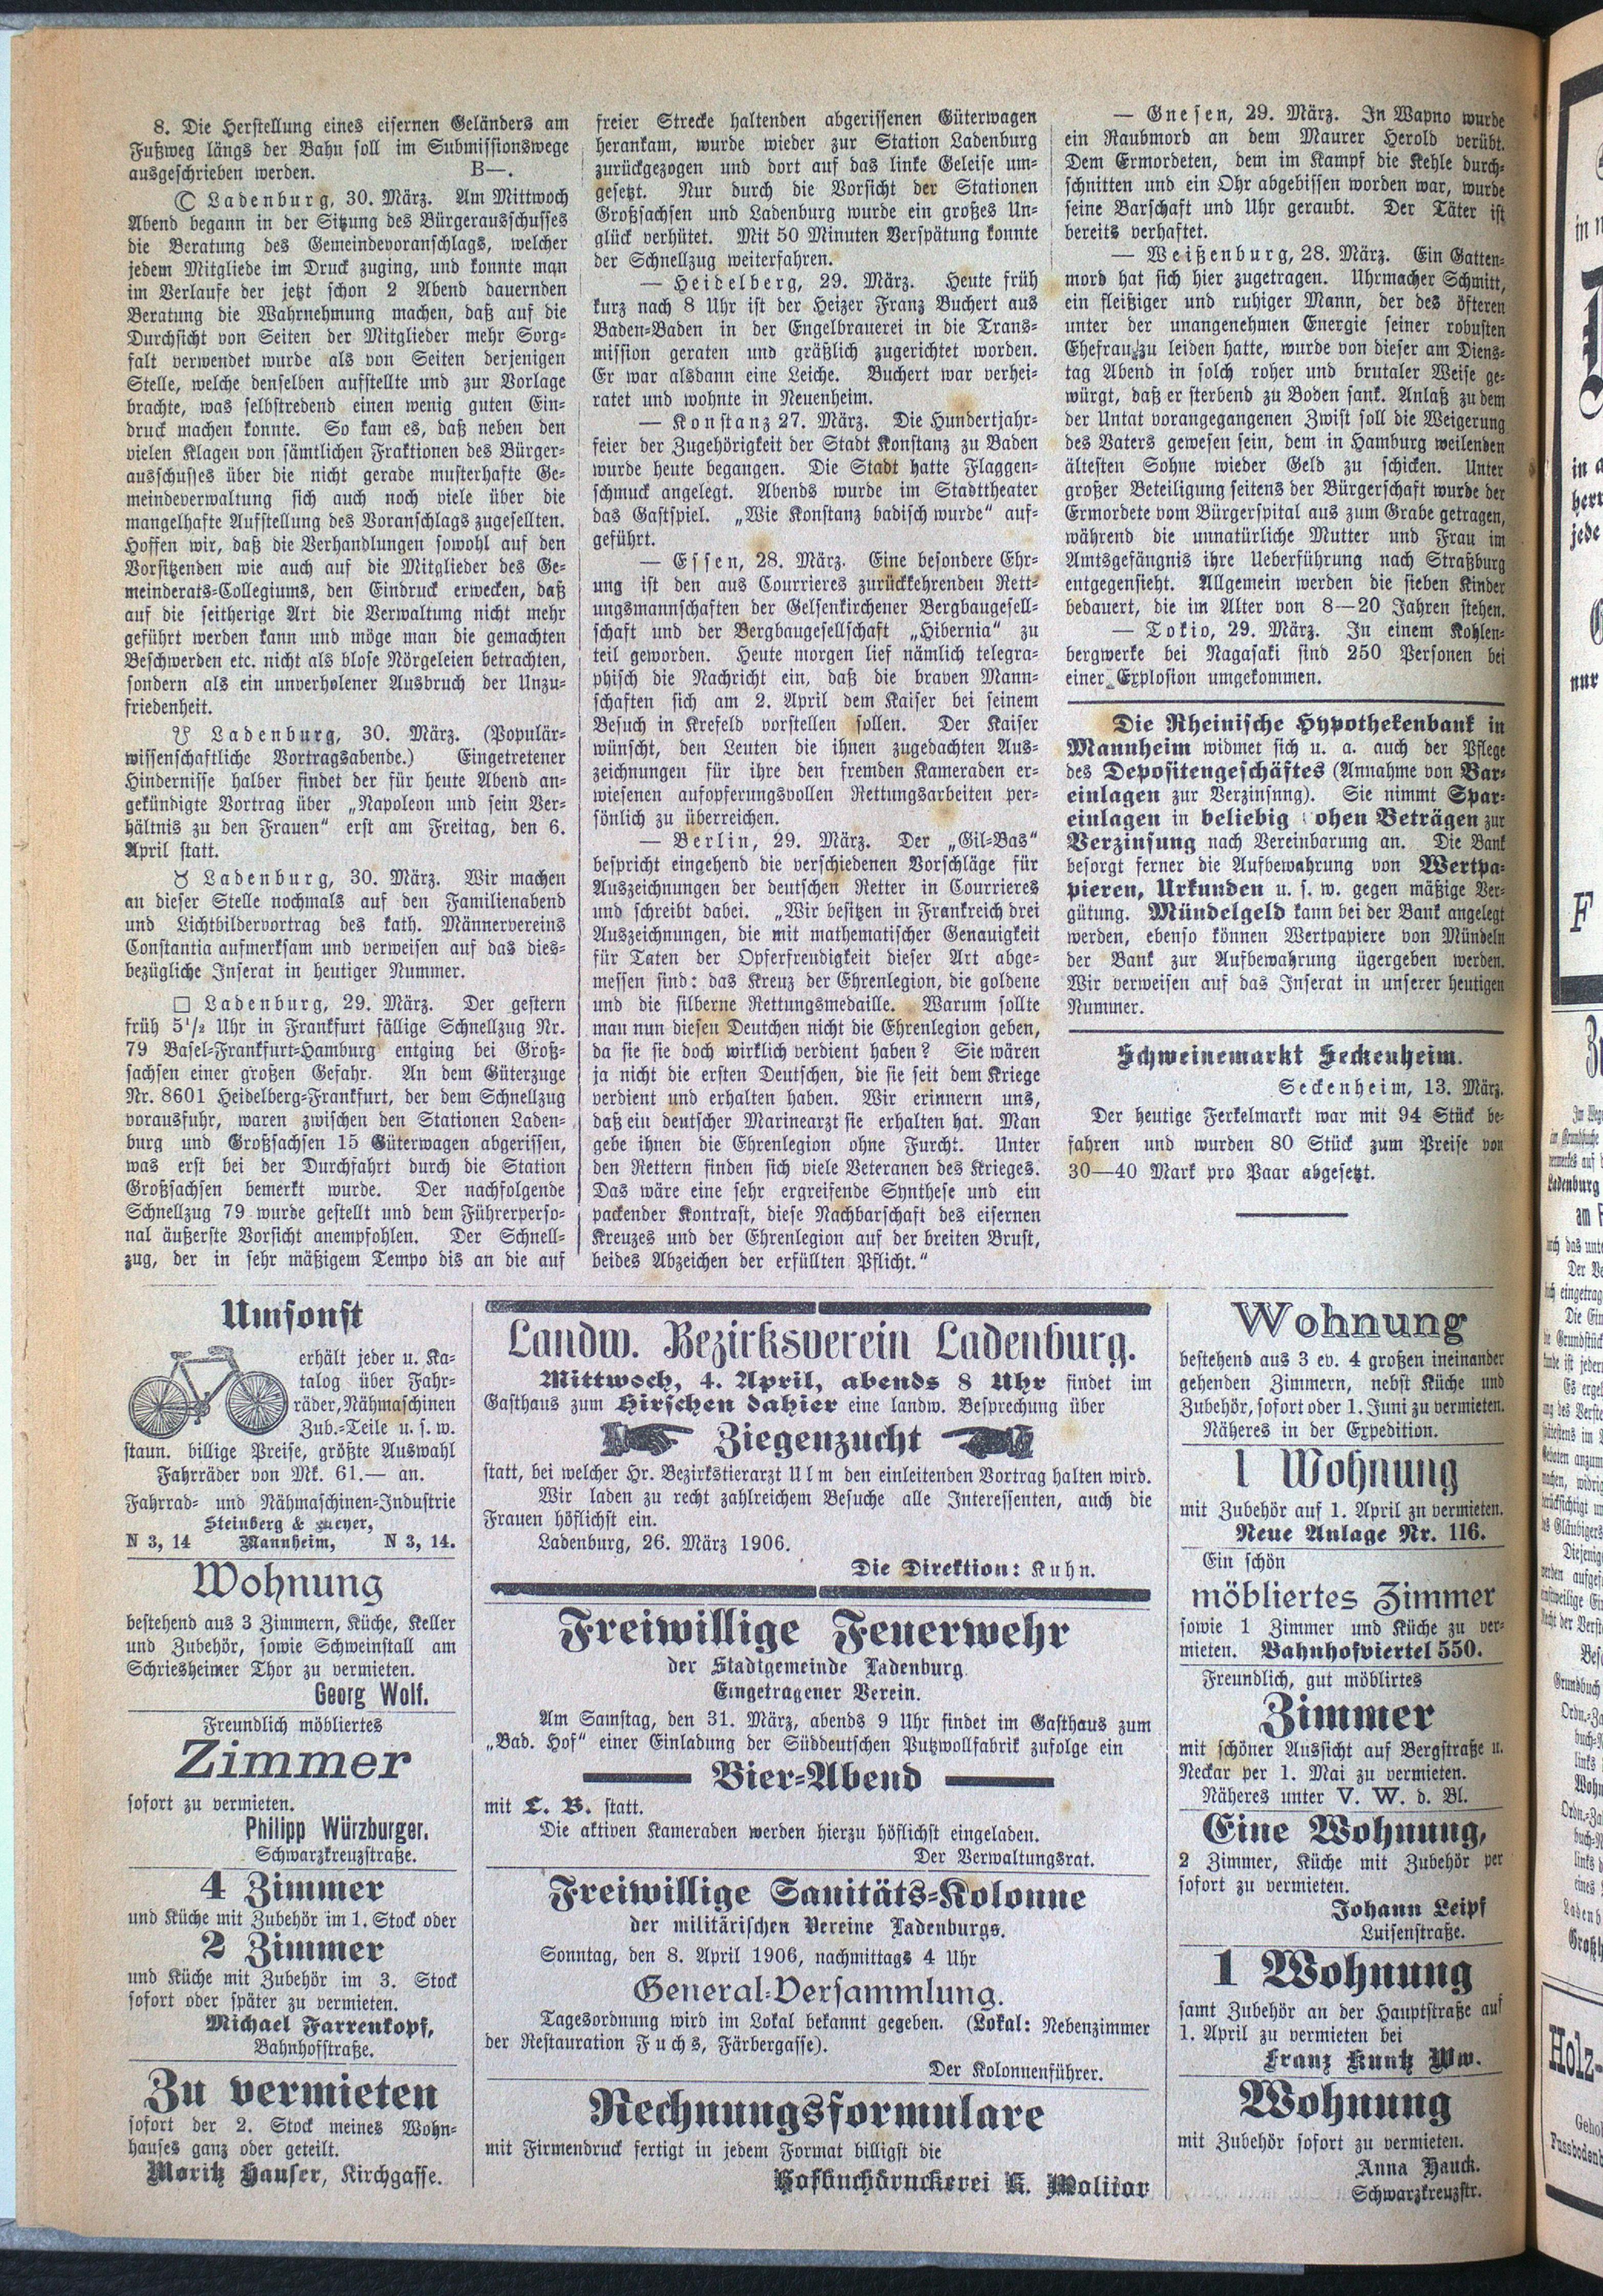 8. Die Herstellung eines eisernen Geländers am
Fußweg längs der Bahn soll im Submissionswege
ausgeschrieben werden. B—.
Ladenburg, 30. März. Am Mittwoch
Abend begann in der Sitzung des Bürgerausschusses
die Beratung des Gemeindevoranschlags, welcher
jedem Mitgliede im Druck zuging, und konnte man
im Verlaufe der jetzt schon 2 Abend dauernden
Beratung die Wahrnehmung machen, daß auf die
Durchsicht von Seiten der Mitglieder mehr Sorg-
falt verwendet wurde als von Seiten derjenigen
Stelle, welche denselben aufstellte und zur Vorlage
brachte, was selbstredend einen wenig guten Ein-
druck machen konnte. So kam es, daß neben den
vielen Klagen von sämtlichen Fraktionen des Bürger-
ausschusses über die nicht gerade musterhafte Ge-
meindeverwaltung sich auch noch viele über die
mangelhafte Aufstellung des Voranschlags zugesellten.
Hoffen wir, daß die Verhandlungen sowohl auf den
Vorsitzenden wie auch auf die Mitglieder des Ge-
meinderats-Collegiums, den Eindruck erwecken, daß
auf die seitherige Art die Verwaltung nicht mehr
geführt werden kann und möge man die gemachten
Beschwerden etc. nicht als blose Nörgeleien betrachten,
sondern als ein unverholener Ausbruch der Unzu-
friedenheit.
Ladenburg, 30. März. (Populär-
wissenschaftliche Vortragsabende.) Eingetretener
Hindernisse halber findet der für heute Abend an-
gekündigte Vortrag über „Napoleon und sein Ver-
hältnis zu den Frauen“ erst am Freitag, den 6.
April statt.
♉ Ladenburg, 30. März. Wir machen
an dieser Stelle nochmals auf den Familienabend
und Lichtbildervortrag des kath. Männervereins
Constantia aufmerksam und verweisen auf das dies-
bezügliche Inserat in heutiger Nummer.
□ Ladenburg, 29. März. Der gestern
früh 5½ Uhr in Frankfurt fällige Schnellzug Nr.
79 Basel-Frankfurt-Hamburg entging bei Groß-
sachsen einer großen Gefahr. An dem Güterzuge
Nr. 8601 Heidelberg-Frankfurt, der dem Schnellzug
vorausfuhr, waren zwischen den Stationen Laden-
burg und Großsachsen 15 Güterwagen abgerissen,
was erst bei der Durchfahrt durch die Station
Großsachsen bemerkt wurde. Der nachfolgende
Schnellzug 79 wurde gestellt und dem Führerperso-
nal äußerste Vorsicht anempfohlen. Der Schnell-
zug, der in sehr mäßigem Tempo dis an die auf
freier Strecke haltenden abgerissenen Güterwagen
herankam, wurde wieder zur Station Ladenburg
zurückgezogen und dort auf das linke Geleise um-
gesetzt. Nur durch die Vorsicht der Stationen
Großsachsen und Ladenburg wurde ein großes Un-
glück verhütet. Mit 50 Minuten Verspätung konnte
der Schnellzug weiterfahren.
— Heidelberg, 29. März. Heute früh
kurz nach 8 Uhr ist der Heizer Franz Buchert aus
Baden-Baden in der Engelbrauerei in die Trans-
mission geraten und gräßlich zugerichtet worden.
Er war alsdann eine Leiche. Buchert war verhei-
ratet und wohnte in Neuenheim.
— Konstanz 27. März. Die Hundertjahr-
feier der Zugehörigkeit der Stadt Konstanz zu Baden
wurde heute begangen. Die Stadt hatte Flaggen-
schmuck angelegt. Abends wurde im Stadttheater
das Gastspiel. „Wie Konstanz badisch wurde“ auf-
geführt.
— Essen, 28. März. Eine besondere Ehr-
ung ist den aus Courrieres zurückkehrenden Rett-
ungsmannschaften der Gelsenkirchener Bergbaugesell-
schaft und der Bergbaugesellschaft „Hibernia“ zu
teil geworden. Heute morgen lief nämlich telegra-
phisch die Nachricht ein, daß die braven Mann-
schaften sich am 2. April dem Kaiser bei seinem
Besuch in Krefeld vorstellen sollen. Der Kaiser
wünscht, den Leuten die ihnen zugedachten Aus-
zeichnungen für ihre den fremden Kameraden er-
wiesenen aufopferungsvollen Rettungsarbeiten per-
sönlich zu überreichen.
— Berlin, 29. März. Der „Gil-Bas“
bespricht eingehend die verschiedenen Vorschläge für
Auszeichnungen der deutschen Retter in Courrieres
und schreibt dabei. „Wir besitzen in Frankreich drei
Auszeichnungen, die mit mathematischer Genauigkeit
für Taten der Opferfreudigkeit dieser Art abge-
messen sind: das Kreuz der Ehrenlegion, die goldene
und die silberne Rettungsmedaille. Warum sollte
man nun diesen Deutchen nicht die Ehrenlegion geben,
da sie sie doch wirklich verdient haben? Sie wären
ja nicht die ersten Deutschen, die sie seit dem Kriege
verdient und erhalten haben. Wir erinnern uns,
daß ein deutscher Marinearzt sie erhalten hat. Man
gebe ihnen die Ehrenlegion ohne Furcht. Unter
den Rettern finden sich viele Veteranen des Krieges.
Das wäre eine sehr ergreifende Synthese und ein
packender Kontrast, diese Nachbarschaft des eisernen
Kreuzes und der Ehrenlegion auf der breiten Brust,
beides Abzeichen der erfüllten Pflicht.“
— Gnesen, 29. März. In Wapno wurde
ein Raubmord an dem Maurer Herold verübt.
Dem Ermordeten, dem im Kampf die Kehle durch-
schnitten und ein Ohr abgebissen worden war, wurde
seine Barschaft und Uhr geraubt. Der Täter ist
bereits verhaftet.
— Weißenburg, 28. März. Ein Gatten-
mord hat sich hier zugetragen. Uhrmacher Schmitt,
ein fleißiger und ruhiger Mann, der des öfteren
unter der unangenehmen Energie seiner robusten
Ehefrau zu leiden hatte, wurde von dieser am Diens-
tag Abend in solch roher und brutaler Weise ge-
würgt, daß er sterbend zu Boden sank. Anlaß zu dem
der Untat vorangegangenen Zwist soll die Weigerung
des Vaters gewesen sein, dem in Hamburg weilenden
ältesten Sohne wieder Geld zu schicken. Unter
großer Beteiligung seitens der Bürgerschaft wurde der
Ermordete vom Bürgerspital aus zum Grabe getragen,
während die unnatürliche Mutter und Frau im
Amtsgefängnis ihre Ueberführung nach Straßburg
entgegensieht. Allgemein werden die sieben Kinder
bedauert, die im Alter von 8—20 Jahren stehen.
— Tokio, 29. März. In einem Kohlen-
bergwerke bei Nagasaki sind 250 Personen bei
einer Explosion umgekommen.
Die Rheinische Hypothekenbank in
Mannheim widmet sich u. a. auch der Pflege
des Depositengeschäftes (Annahme von Bar-
einlagen zur Verzinsnng). Sie nimmt Spar-
einlagen in beliebig ohen Beträgen zur
Verzinsung nach Vereinbarung an. Die Bank
besorgt ferner die Aufbewahrung von Wertpa-
pieren, Urkunden u. s. w. gegen mäßige Ver-
gütung. Mündelgeld kann bei der Bank angelegt
werden, ebenso können Wertpapiere von Mündeln
der Bank zur Aufbewahrung ügergeben werden.
Wir verweisen auf das Inserat in unserer heutigen
Nummer.
Schweinemarkt Seckenheim.
Seckenheim, 13. März.
Der heutige Ferkelmarkt war mit 94 Stück be-
fahren und wurden 80 Stück zum Preise von
30—40 Mark pro Paar abgesetzt.
Umsonst
erhält jeder u. Ka-
talog über Fahr-
räder, Nähmaschinen
Zub.-Teile u. s. w.
staun. billige Preise, größte Auswahl
Fahrräder von Mk. 61.— an.
Fahrrad- und Nähmaschinen-Industrie
Steinberg & Meyer,
N 3, 14 Mannheim, N 3, 14.
Wohnung
bestehend aus 3 Zimmern, Küche, Keller
und Zubehör, sowie Schweinstall am
Schriesheimer Thor zu vermieten.
Georg Wolf.
Freundlich möbliertes
Zimmer
sofort zu vermieten.
Philipp Würzburger.
Schwarzkreuzstraße.
4 Zimmer
und Küche mit Zubehör im 1. Stock oder
2 Zimmer
und Küche mit Zubehör im 3. Stock
sofort oder später zu vermieten.
Michael Farrenkopf,
Bahnhofstraße.
Zu vermieten
sofort der 2. Stock meines Wohn-
hauses ganz oder geteilt.
Moritz Hauser, Kirchgasse.
Landw. Bezirksverein Ladenburg.
Mittwoch, 4. April, abends 8 Uhr findet im
Gasthaus zum Hirschen dahier eine landw. Besprechung über
Ziegenzucht
statt, bei welcher Hr. Bezirkstierarzt Ulm den einleitenden Vortrag halten wird.
Wir laden zu recht zahlreichem Besuche alle Interessenten, auch die
Frauen höflichst ein.
Ladenburg, 26. März 1906.
Die Direktion: Kuhn.
Freiwillige Feuerwehr
der Stadtgemeinde Ladenburg
Eingetragener Verein.
Am Samstag, den 31. März, abends 9 Uhr findet im Gasthaus zum
„Bad. Hof“ einer Einladung der Süddeutschen Putzwollfabrik zufolge ein
Bier-Abend
mit C. B. statt.
Die aktiven Kameraden werden hierzu höflichst eingeladen.
Der Verwaltungsrat.
Freiwillige Sanitäts-Kolonne
der militärischen Vereine Ladenburgs.
Sonntag, den 8. April 1906, nachmittags 4 Uhr
General-Versammlung.
Tagesordnung wird im Lokal bekannt gegeben. (Lokal: Nebenzimmer
der Restauration Fuchs, Färbergasse).
Der Kolonnenführer.
Rechnungsformulare
mit Firmendruck fertigt in jedem Format billigst die
Hofbuchdruckerei K. Molitor
Wohnung
bestehend aus 3 ev. 4 großen ineinander
gehenden Zimmern, nebst Küche und
Zubehör, sofort oder 1. Juni zu vermieten.
Näheres in der Expedition.
1 Wohnung
mit Zubehör auf 1. April zu vermieten.
Neue Anlage Nr. 116.
Ein schön
möbliertes Zimmer
sowie 1 Zimmer und Küche zu ver-
mieten. Bahnhofviertel 550.
Freundlich, gut möblirtes
Zimmer
mit schöner Aussicht auf Bergstraße u.
Neckar per 1. Mai zu vermieten.
Näheres unter V. W. d. Bl.
Eine Wohnung,
2 Zimmer, Küche mit Zubehör per
sofort zu vermieten.
Johann Leipf
Luisenstraße.
1 Wohnung
samt Zubehör an der Hauptstraße auf
1. April zu vermieten bei
Franz Kuntz Ww.
Wohnung
mit Zubehör sofort zu vermieten.
Anna Hauck.
Schwarzkreuzstr.
Holz-